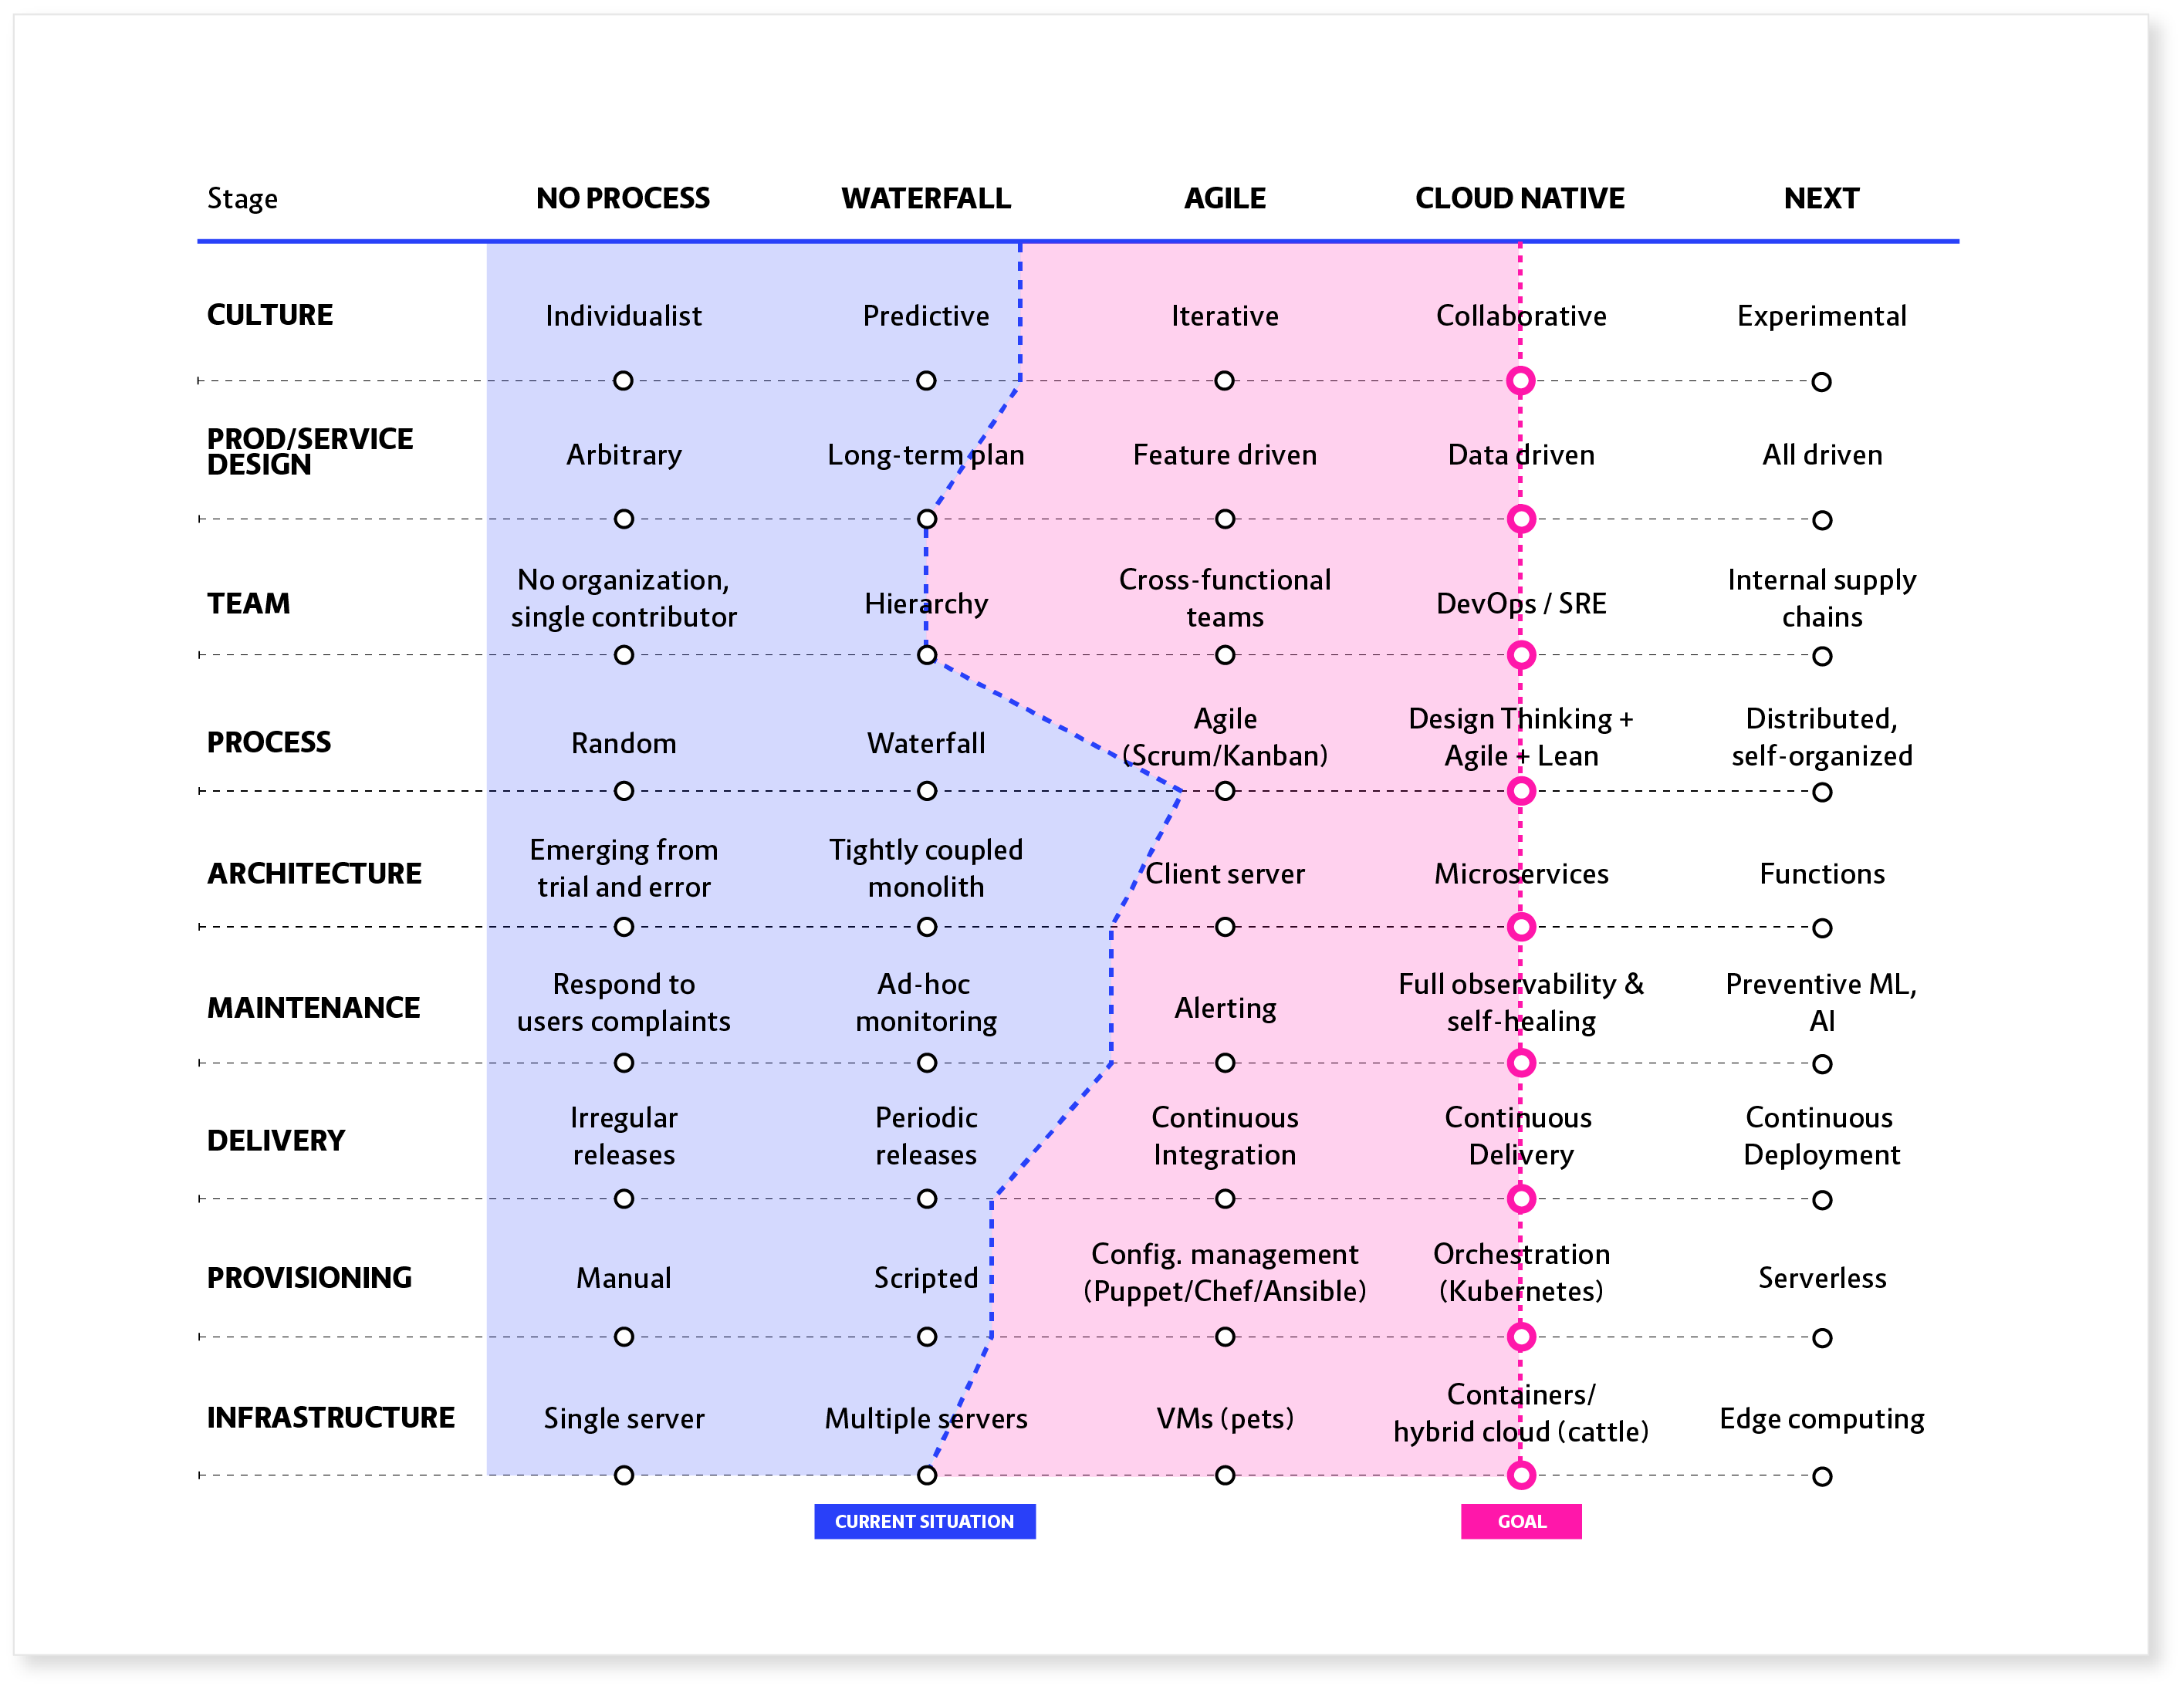 Stage NO PROCESS WATERFALL AGILE CLOUD NATIVE NEXT
CULTURE Individualist Predictive Iterative Collaborative Experimental
PROD/SERVICE
DESIGN
Arbitrary Long-term plan Feature driven Data driven All driven
TEAM
No organization,
single contributor
Hierarchy
Cross-functional
teams
DevOps / SRE
Internal supply
chains
PROCESS
Random
Waterfall
Agile
(Scrum/Kanban)
Design Thinking +
Agile + Lean
Distributed,
self-organized
ARCHITECTURE
Emerging from
trial and error
Tightly coupled
monolith
Client server
Microservices
Functions
MAINTENANCE
Respond to
users complaints
Ad-hoc
monitoring
Alerting
Full observability &
self-healing
Preventive ML,
AI
DELIVERY
Irregular
releases
Periodic
releases
Continuous
Integration
Continuous
Delivery
Continuous
Deployment
PROVISIONING
Manual
Scripted
Config. management
(Puppet/Chef/Ansible)
Orchestration
(Kubernetes)
Serverless
INFRASTRUCTURE
Single server
Multiple servers
VMs (pets)
Containers/
hybrid cloud (cattle)
Edge computing
CURRENT SITUATION
GOAL